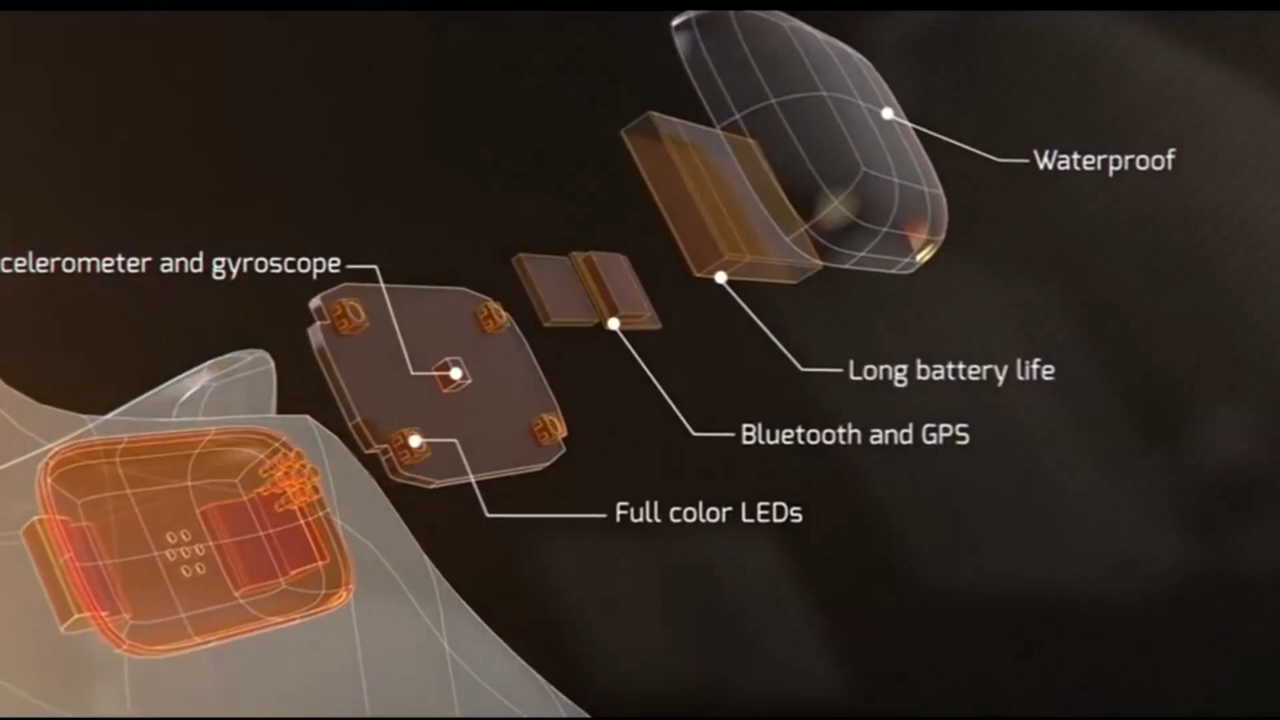 Waterproof
celerometer and gyroscope
Long battery life
Bluetooth and GPS
Full color LEDs